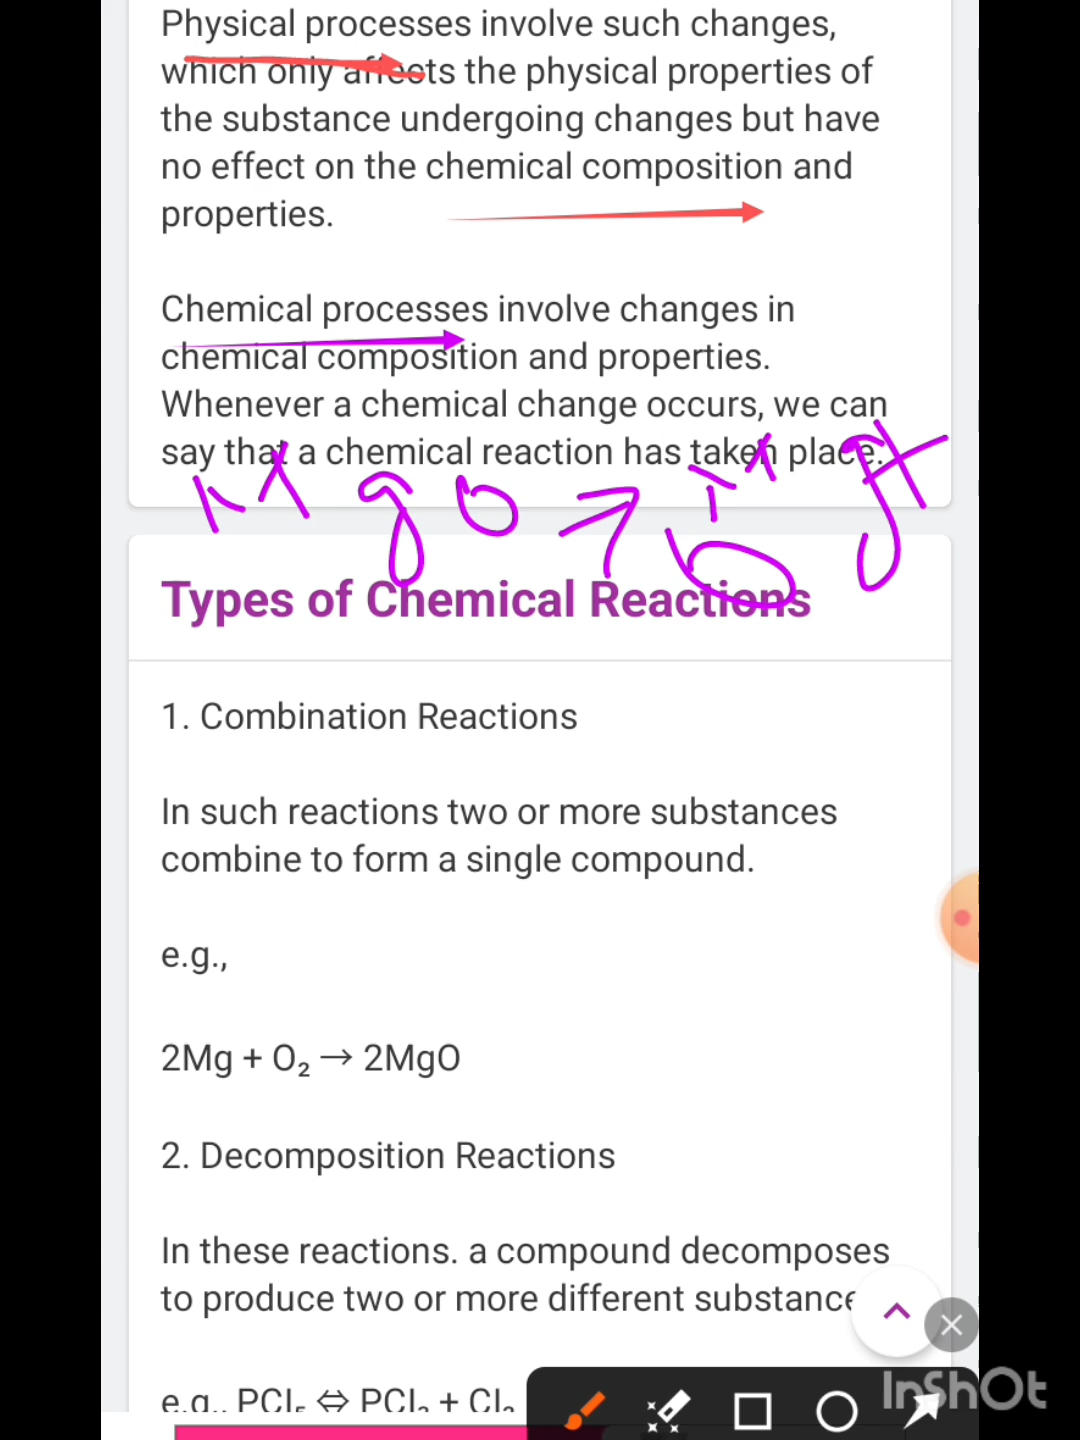 Physical processes involve such changes,
which only affects the physical properties of
the substance undergoing changes but have
no effect on the chemical composition and
properties.
Chemical processes involve changes in
chemical composition and properties.
Whenever a chemical change occurs, we can
say that a chemical reaction has taken place.
Types of Chemical Reactions
1. Combination Reactions
In such reactions two or more substances
combine to form a single compound.
e.g.,
2Mg + O₂ → 2MgO
2. Decomposition Reactions
In these reactions. a compound decomposes
to produce two or more different substance
e.g., PCl₅ ⇔ PCl₃ + Cl₂
InShOt